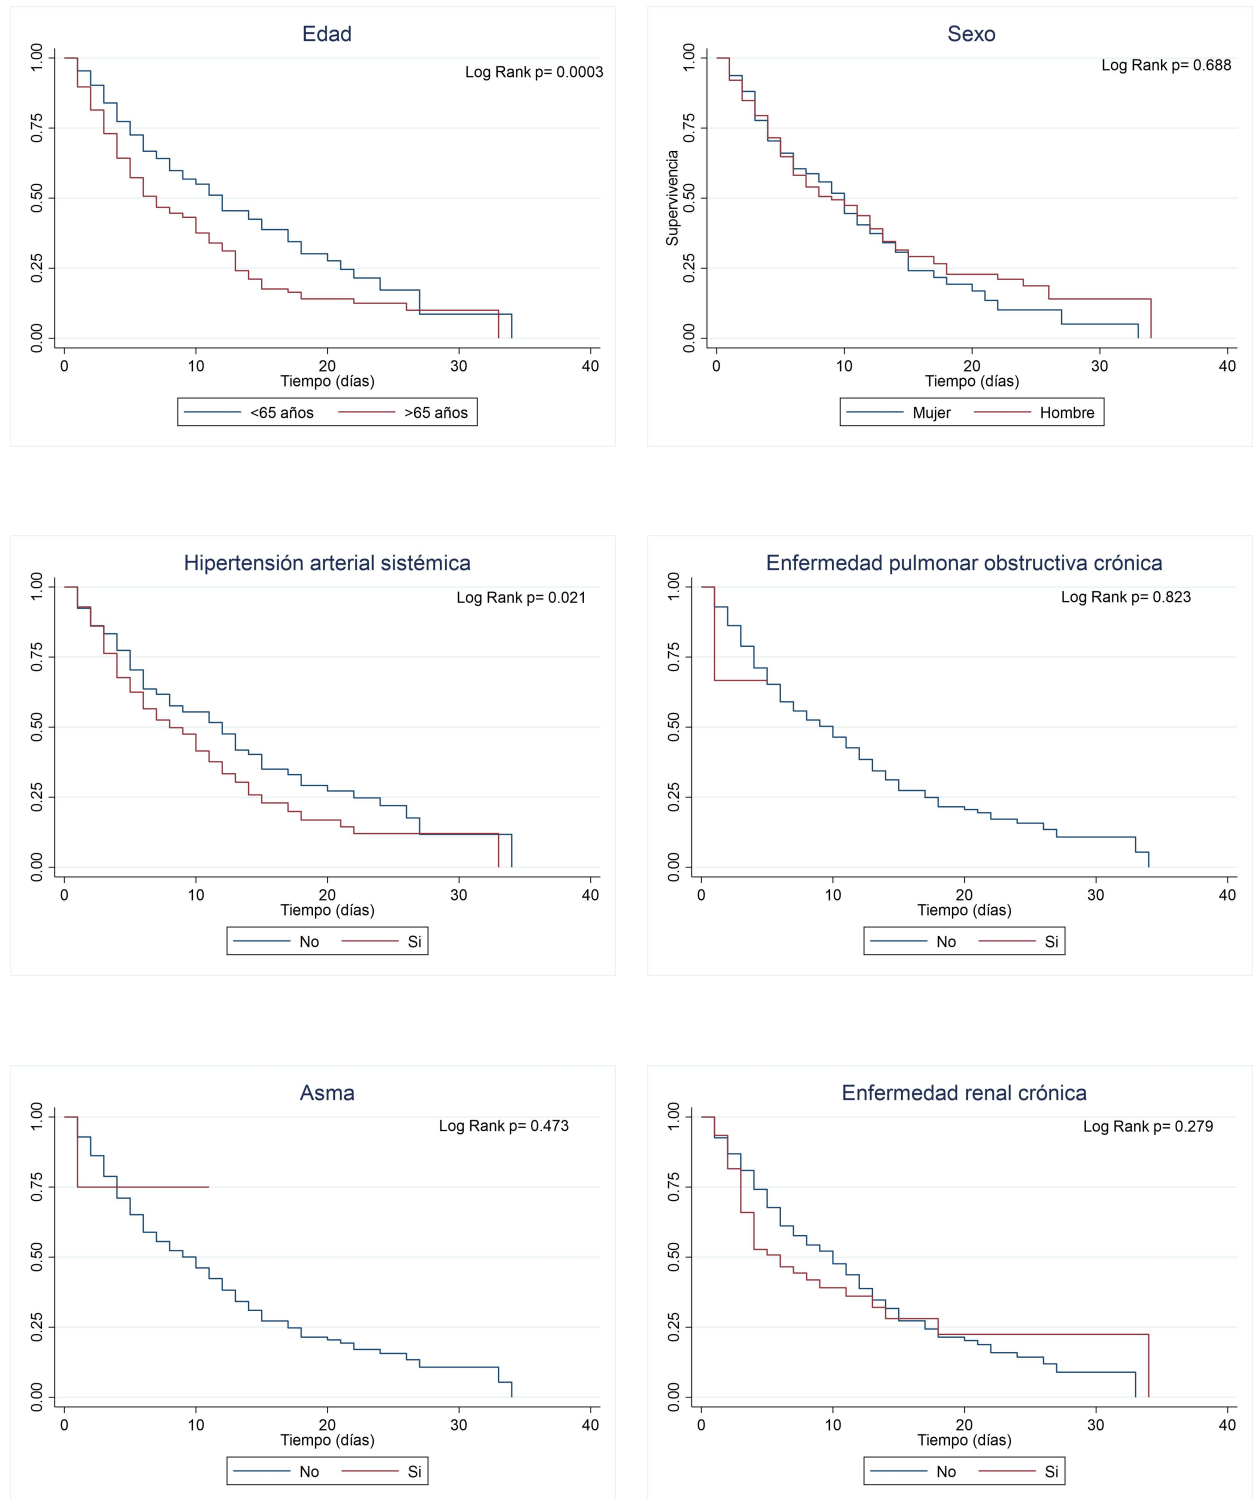 Edad
Log Rank p= 0.0003
1.00
0.75
0.50
0.25
0.00
0 10 20 30 40
Tiempo (días)
<65 años >65 años
Sexo
Log Rank p= 0.688
Supervivencia
1.00
0.75
0.50
0.25
0.00
0 10 20 30 40
Tiempo (días)
Mujer Hombre
Hipertensión arterial sistémica
Log Rank p= 0.021
1.00
0.75
0.50
0.25
0.00
0 10 20 30 40
Tiempo (días)
No Si
Enfermedad pulmonar obstructiva crónica
Log Rank p= 0.823
1.00
0.75
0.50
0.25
0.00
0 10 20 30 40
Tiempo (días)
No Si
Asma
Log Rank p= 0.473
1.00
0.75
0.50
0.25
0.00
0 10 20 30 40
Tiempo (días)
No Si
Enfermedad renal crónica
Log Rank p= 0.279
1.00
0.75
0.50
0.25
0.00
0 10 20 30 40
Tiempo (días)
No Si